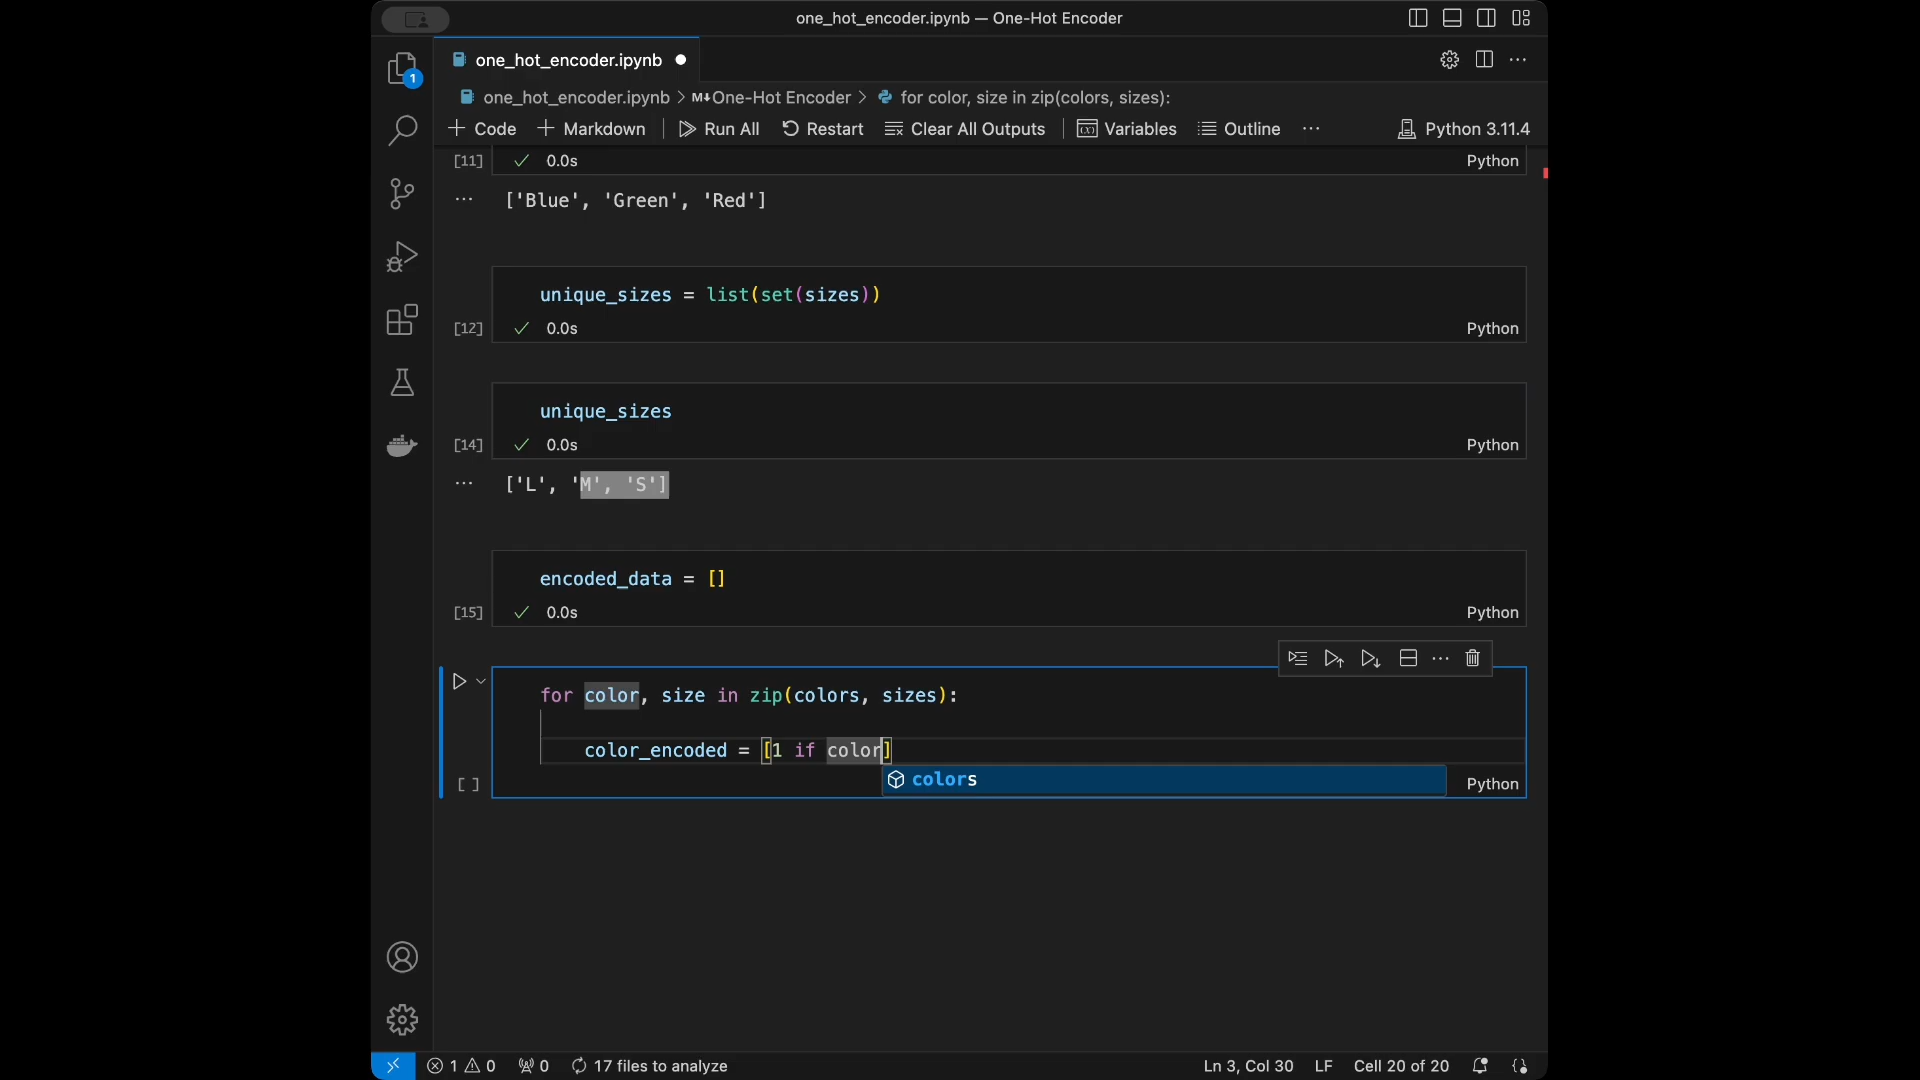 one_hot_encoder.ipynb — One-Hot Encoder
one_hot_encoder.ipynb
1
one_hot_encoder.ipynb > M↓One-Hot Encoder > for color, size in zip(colors, sizes):
+ Code + Markdown Run All Restart Clear All Outputs Variables Outline ··· Python 3.11.4
[11] ✓ 0.0s Python
··· ['Blue', 'Green', 'Red']
unique_sizes = list(set(sizes))
[12] ✓ 0.0s Python
unique_sizes
[14] ✓ 0.0s Python
··· ['L', 'M', 'S']
encoded_data = []
[15] ✓ 0.0s Python
for color, size in zip(colors, sizes):
color_encoded = [1 if color]
colors
[ ] Python
1 0 0 17 files to analyze Ln 3, Col 30 LF Cell 20 of 20